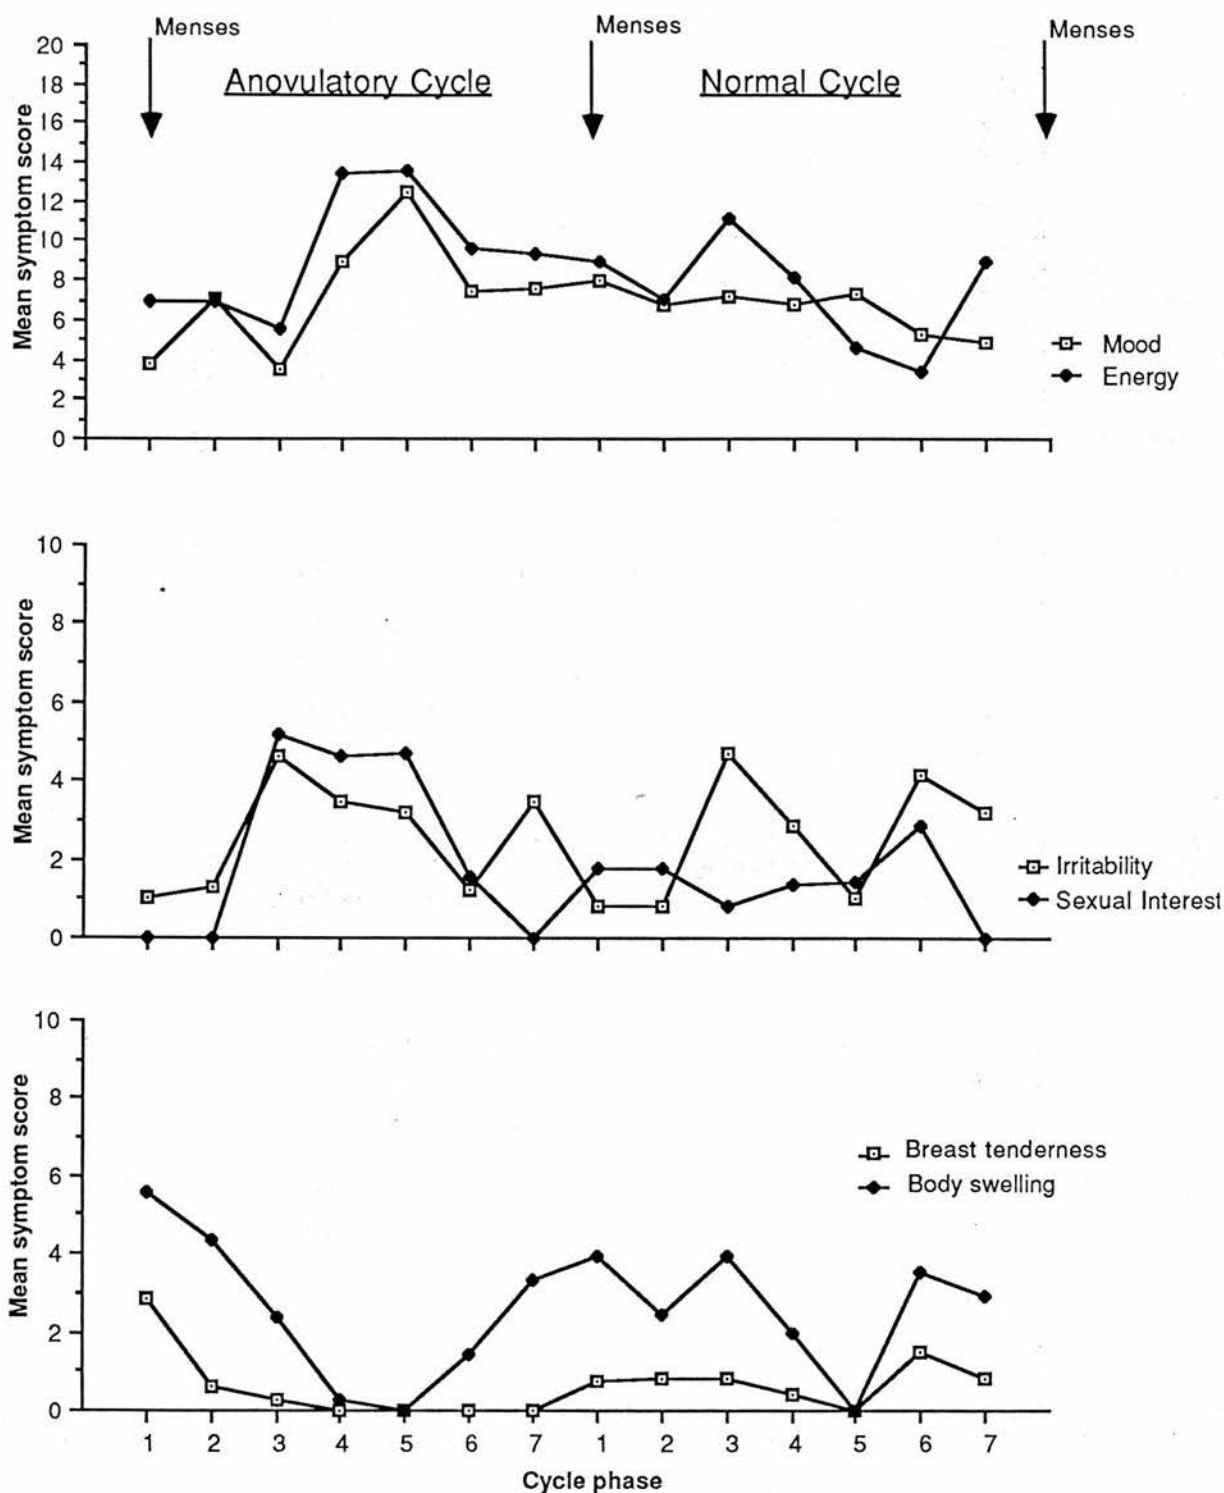 Menses
Menses
Menses
Anovulatory Cycle
Normal Cycle
Mean symptom score
20
18
16
14
12
10
8
6
4
2
0
Mood
Energy
Mean symptom score
10
8
6
4
2
0
Irritability
Sexual Interest
Mean symptom score
10
8
6
4
2
0
Breast tenderness
Body swelling
1 2 3 4 5 6 7 1 2 3 4 5 6 7
Cycle phase